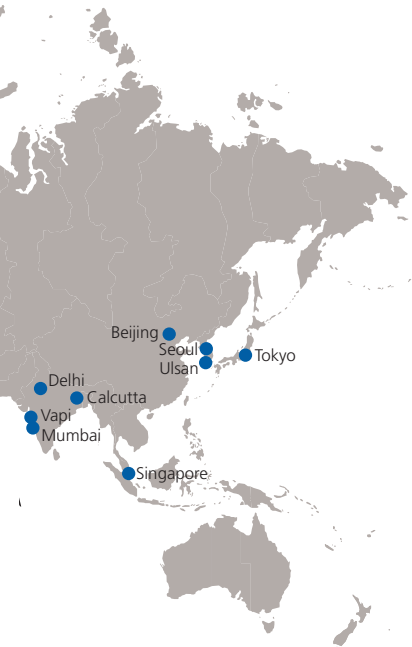 Beijing
Seoul
Ulsan
Tokyo
Delhi
Calcutta
Vapi
Mumbai
Singapore